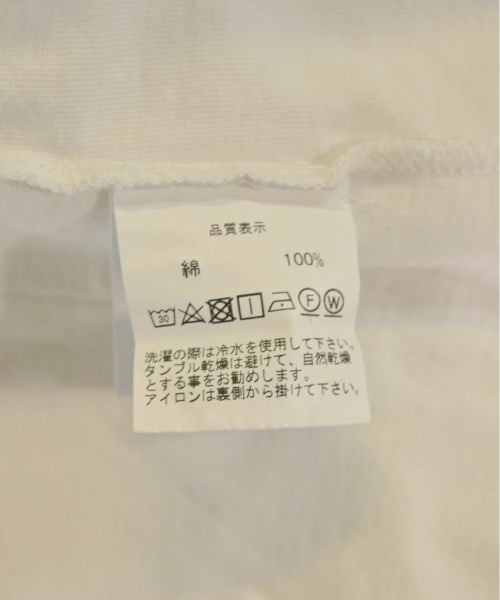 品質表示
綿 100%
30 F W
洗濯の際は冷水を使用して下さい。
タンブル乾燥は避けて、自然乾燥
とする事をお勧めします。
アイロンは裏側から掛けて下さい。